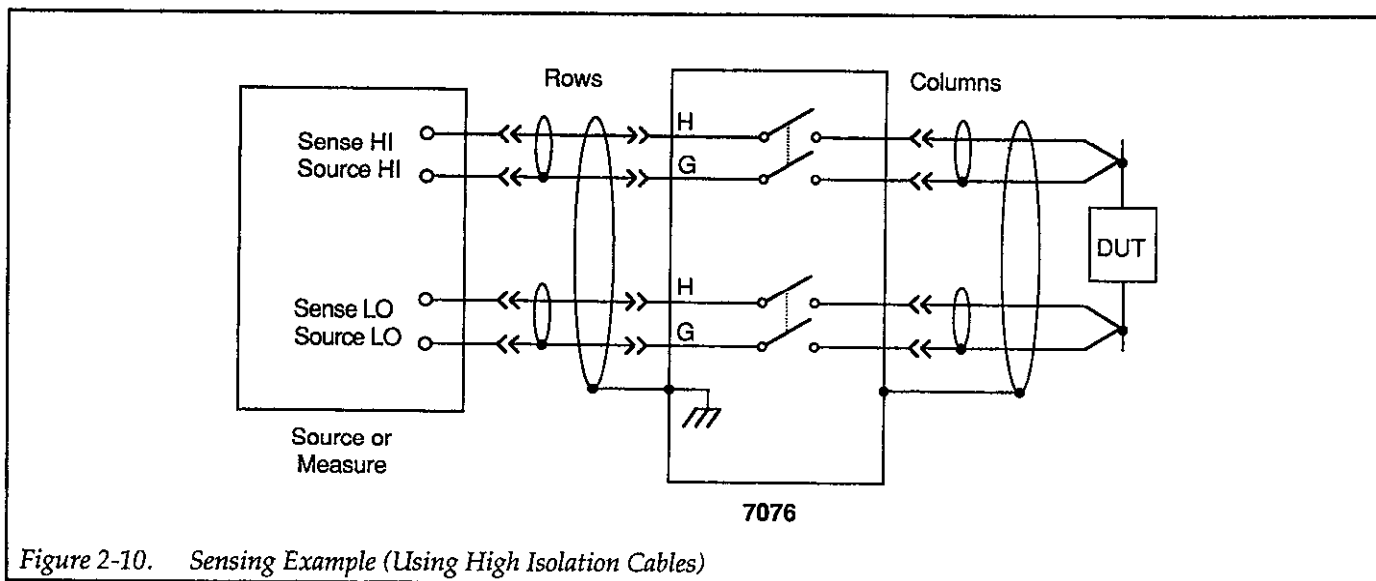 Rows
Columns
Sense HI
Source HI
H
G
DUT
Sense LO
Source LO
H
G
Source or
Measure
7076
Figure 2-10. Sensing Example (Using High Isolation Cables)